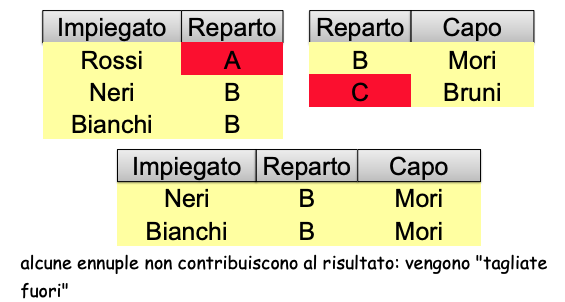 Impiegato Reparto
Rossi A
Neri B
Bianchi B
Reparto Capo
B Mori
C Bruni
Impiegato Reparto Capo
Neri B Mori
Bianchi B Mori
alcune ennuple non contribuiscono al risultato: vengono "tagliate
fuori"